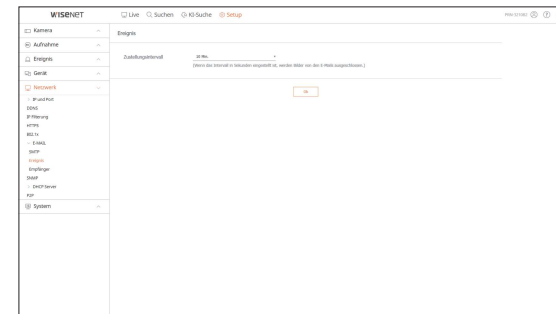 WISENET
Live Suchen KI-Suche Setup
Kamera
Aufnahme
Ereignis
Gerät
Netzwerk
IP und Port
DDNS
IP-Filterung
HTTPS
802.1x
E-MAIL
SMTP
Ereignis
Empfänger
SNMP
DHCP Server
P2P
System
Ereignis
Zustellungsintervall 10 Min.
(Wenn das Intervall in Sekunden eingestellt ist, werden Bilder von den E-Mails ausgeschlossen.)
OK